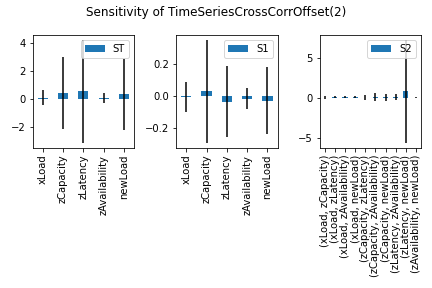 Sensitivity of TimeSeriesCrossCorrOffset(2)
ST
4
2
0
−2
xLoad
zCapacity
zLatency
zAvailability
newLoad
S1
0.2
0.0
−0.2
xLoad
zCapacity
zLatency
zAvailability
newLoad
S2
5
0
−5
(xLoad, zCapacity)
(xLoad, zLatency)
(xLoad, zAvailability)
(xLoad, newLoad)
(zCapacity, zLatency)
(zCapacity, zAvailability)
(zCapacity, newLoad)
(zLatency, zAvailability)
(zLatency, newLoad)
(zAvailability, newLoad)